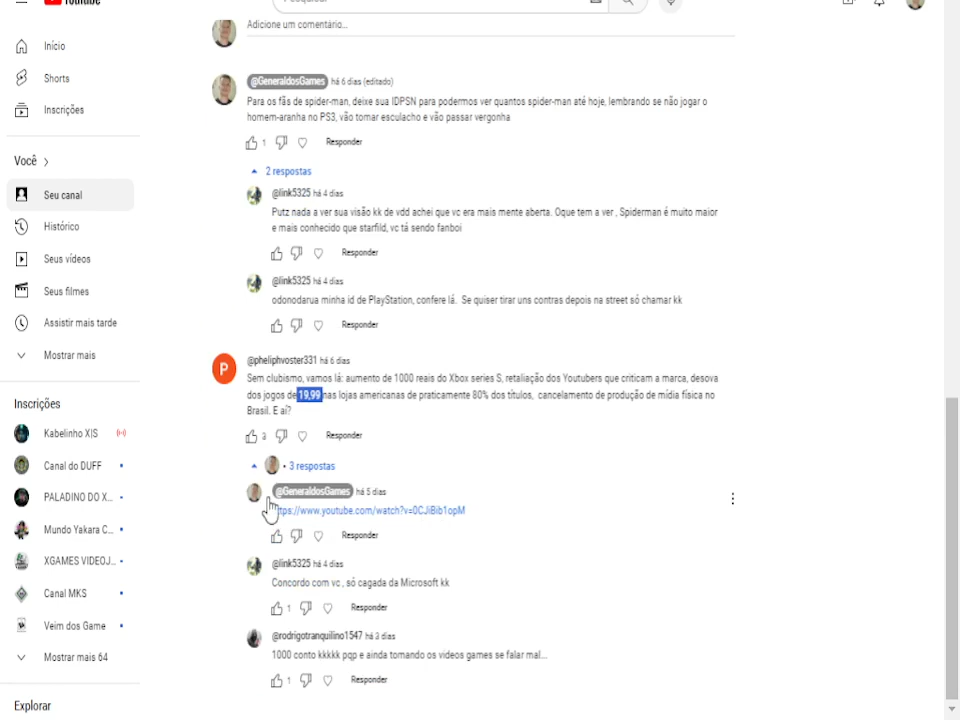 YouTube
Pesquisar
Adicione um comentário...
Início
Shorts
Inscrições
Você
Seu canal
Histórico
Seus vídeos
Seus filmes
Assistir mais tarde
Mostrar mais
Inscrições
Kabelinho X|S
Canal do DUFF
PALADINO DO X...
Mundo Yakara C...
XGAMES VIDEOJ...
Canal MKS
Veim dos Game
Mostrar mais 64
Explorar
@GeneraldosGames há 6 dias (editado)
Para os fãs de spider-man, deixe sua IDPSN para podermos ver quantos spider-man até hoje, lembrando se não jogar o
homem-aranha no PS3, vão tomar esculacho e vão passar vergonha
1 Responder
2 respostas
@link5325 há 4 dias
Putz nada a ver sua visão kk de vdd achei que vc era mais mente aberta. Oque tem a ver , Spiderman é muito maior
e mais conhecido que starfild, vc tá sendo fanboi
Responder
@link5325 há 4 dias
odonodarua minha id de PlayStation, confere lá. Se quiser tirar uns contras depois na street só chamar kk
Responder
P
@pheliphvoster331 há 6 dias
Sem clubismo, vamos lá: aumento de 1000 reais do Xbox series S, retaliação dos Youtubers que criticam a marca, desova
dos jogos de 19,99 nas lojas americanas de praticamente 80% dos títulos, cancelamento de produção de mídia física no
Brasil. E aí?
3 Responder
• 3 respostas
@GeneraldosGames há 5 dias
ttps://www.youtube.com/watch?v=0CJiBib1opM
Responder
@link5325 há 4 dias
Concordo com vc , só cagada da Microsoft kk
1 Responder
@rodrigotranquilino1547 há 3 dias
1000 conto kkkkk pqp e ainda tomando os videos games se falar mal...
1 Responder